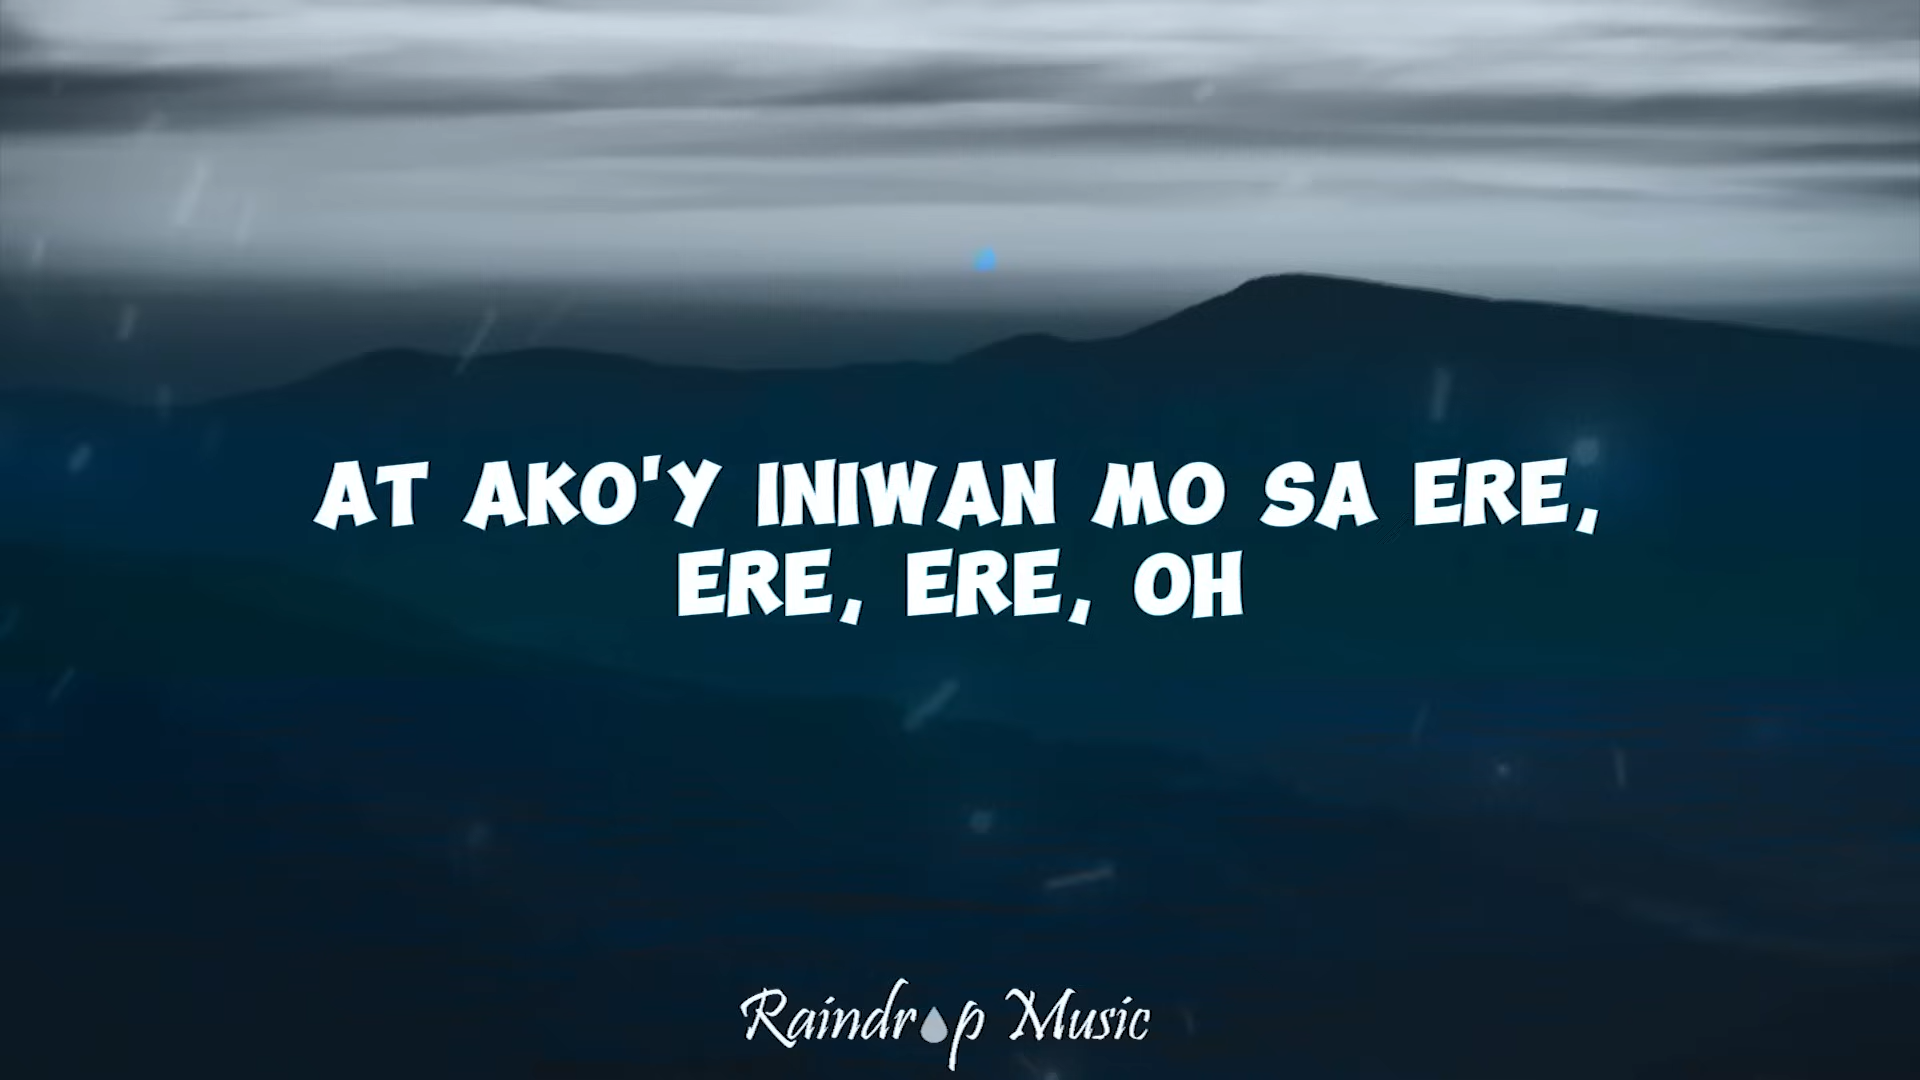 AT AKO'Y INIWAN MO SA ERE,
ERE, ERE, OH
Raindrop Music